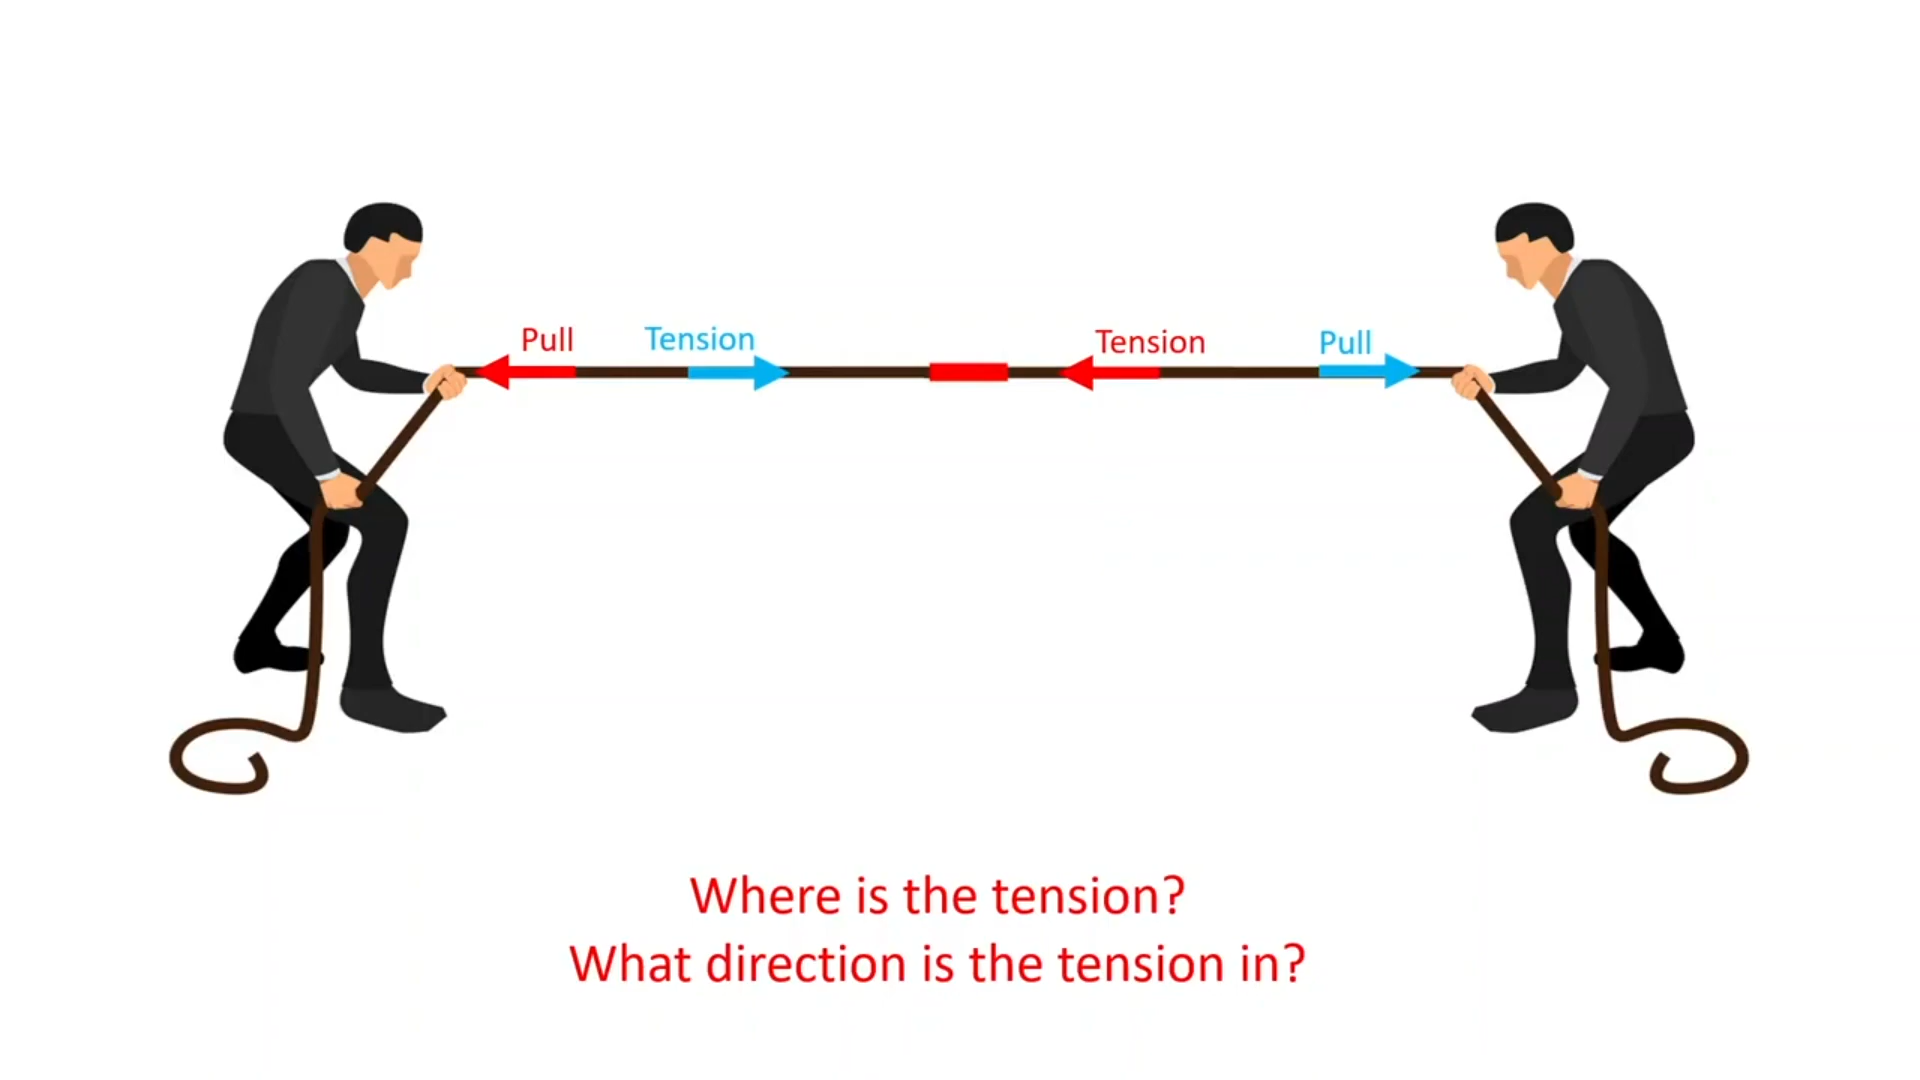 Pull
Tension
Tension
Pull
Where is the tension?
What direction is the tension in?